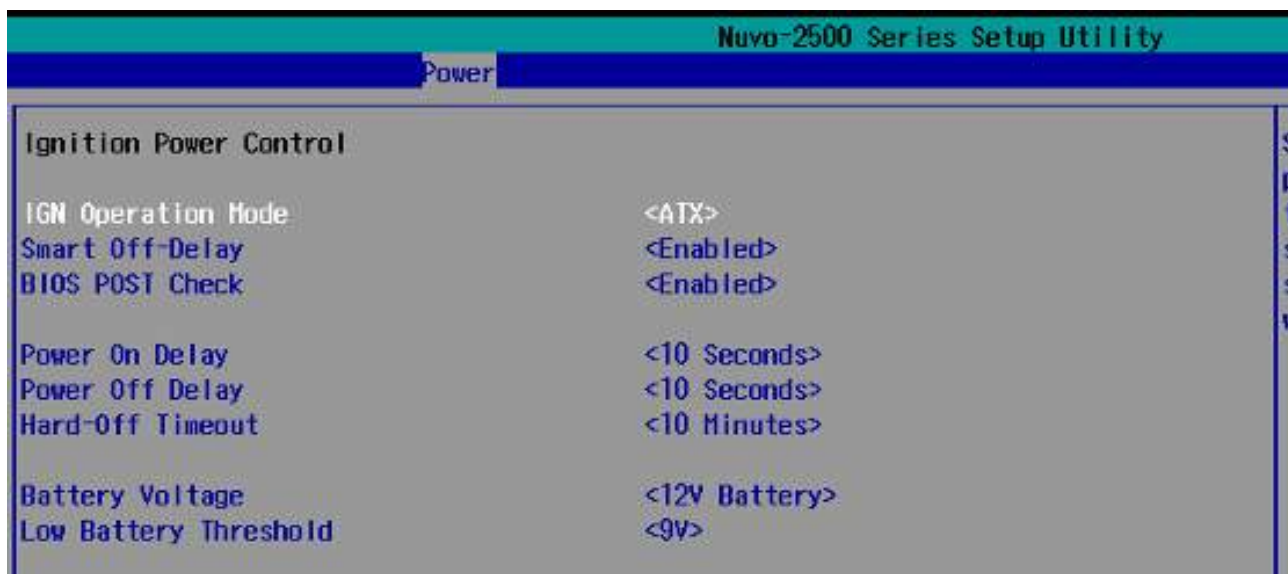 Nuvo-2500 Series Setup Utility
Power
Ignition Power Control
IGN Operation Mode <ATX>
Smart Off-Delay <Enabled>
BIOS POST Check <Enabled>
Power On Delay <10 Seconds>
Power Off Delay <10 Seconds>
Hard-Off Timeout <10 Minutes>
Battery Voltage <12V Battery>
Low Battery Threshold <9V>